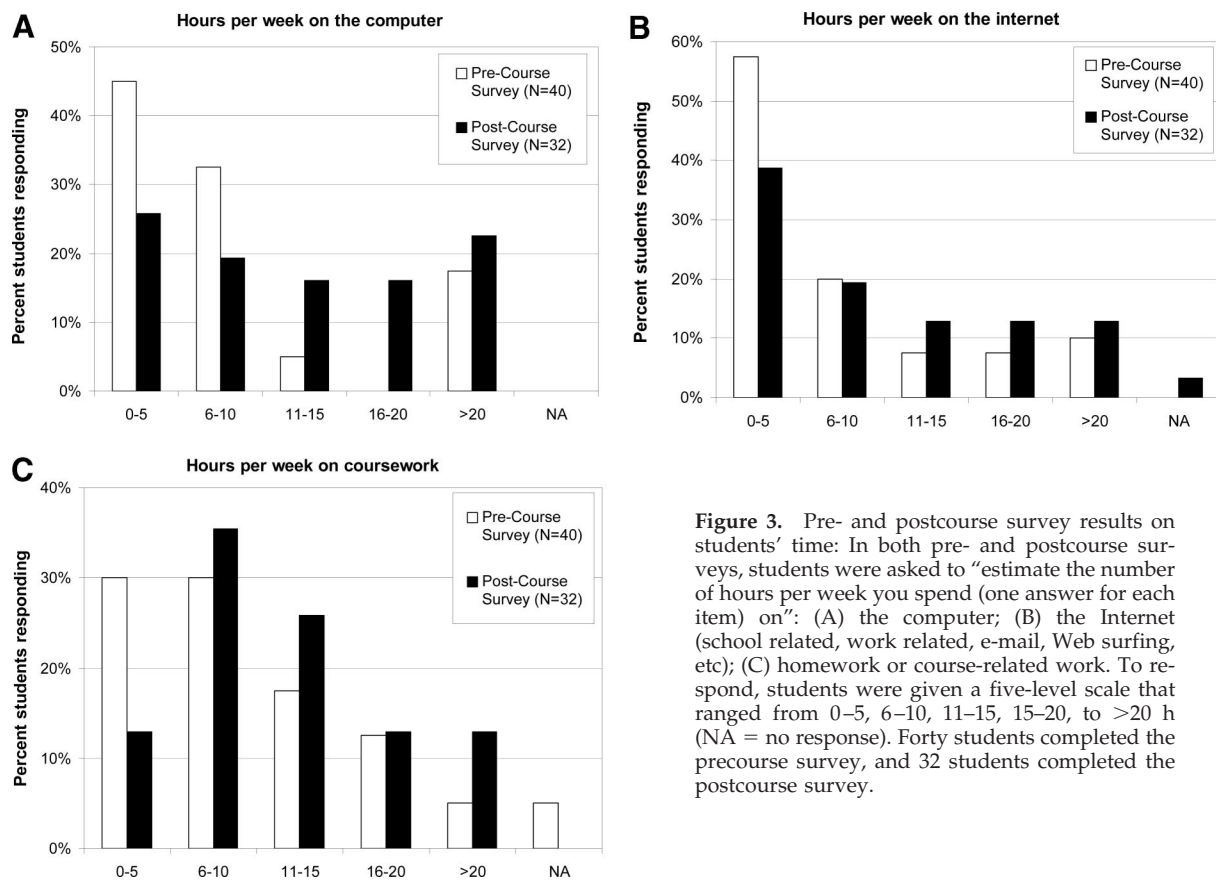 A
Hours per week on the computer
50%
40%
30%
20%
10%
0%
Percent students responding
Pre-Course
Survey (N=40)
Post-Course
Survey (N=32)
0-5 6-10 11-15 16-20 >20 NA
B
Hours per week on the internet
60%
50%
40%
30%
20%
10%
0%
Percent students responding
Pre-Course
Survey (N=40)
Post-Course
Survey (N=32)
0-5 6-10 11-15 16-20 >20 NA
C
Hours per week on coursework
40%
30%
20%
10%
0%
Percent students responding
Pre-Course
Survey (N=40)
Post-Course
Survey (N=32)
0-5 6-10 11-15 16-20 >20 NA
Figure 3. Pre- and postcourse survey results on
students’ time: In both pre- and postcourse sur-
veys, students were asked to “estimate the number
of hours per week you spend (one answer for each
item) on”: (A) the computer; (B) the Internet
(school related, work related, e-mail, Web surfing,
etc); (C) homework or course-related work. To re-
spond, students were given a five-level scale that
ranged from 0–5, 6–10, 11–15, 15–20, to >20 h
(NA = no response). Forty students completed the
precourse survey, and 32 students completed the
postcourse survey.